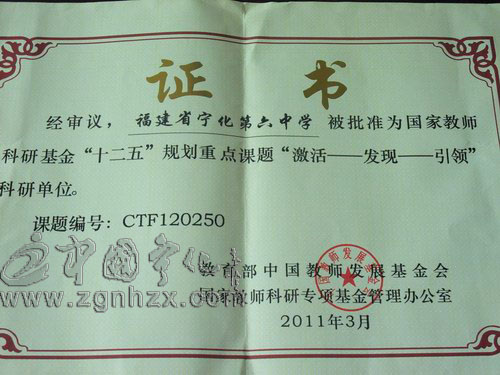 证书
经审议，福建省宁化第六中学 被批准为国家教师
科研基金“十二五”规划重点课题“激活——发现——引领”
科研单位。
课题编号：CTF120250
中国宁化
www.zgnhzx.com
教育部中国教师发展基金会
国家教师科研专项基金管理办公室
2011年3月